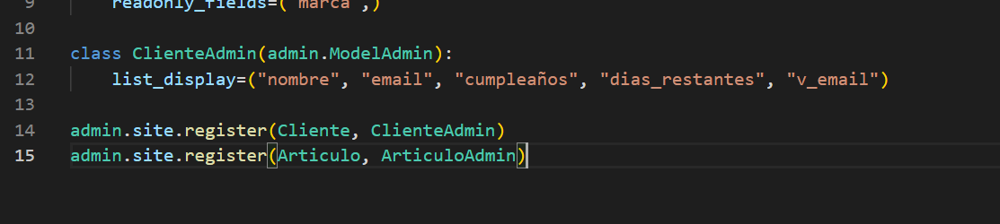 9 readonly_fields=("marca",)
10
11 class ClienteAdmin(admin.ModelAdmin):
12 list_display=("nombre", "email", "cumpleaños", "dias_restantes", "v_email")
13
14 admin.site.register(Cliente, ClienteAdmin)
15 admin.site.register(Articulo, ArticuloAdmin)